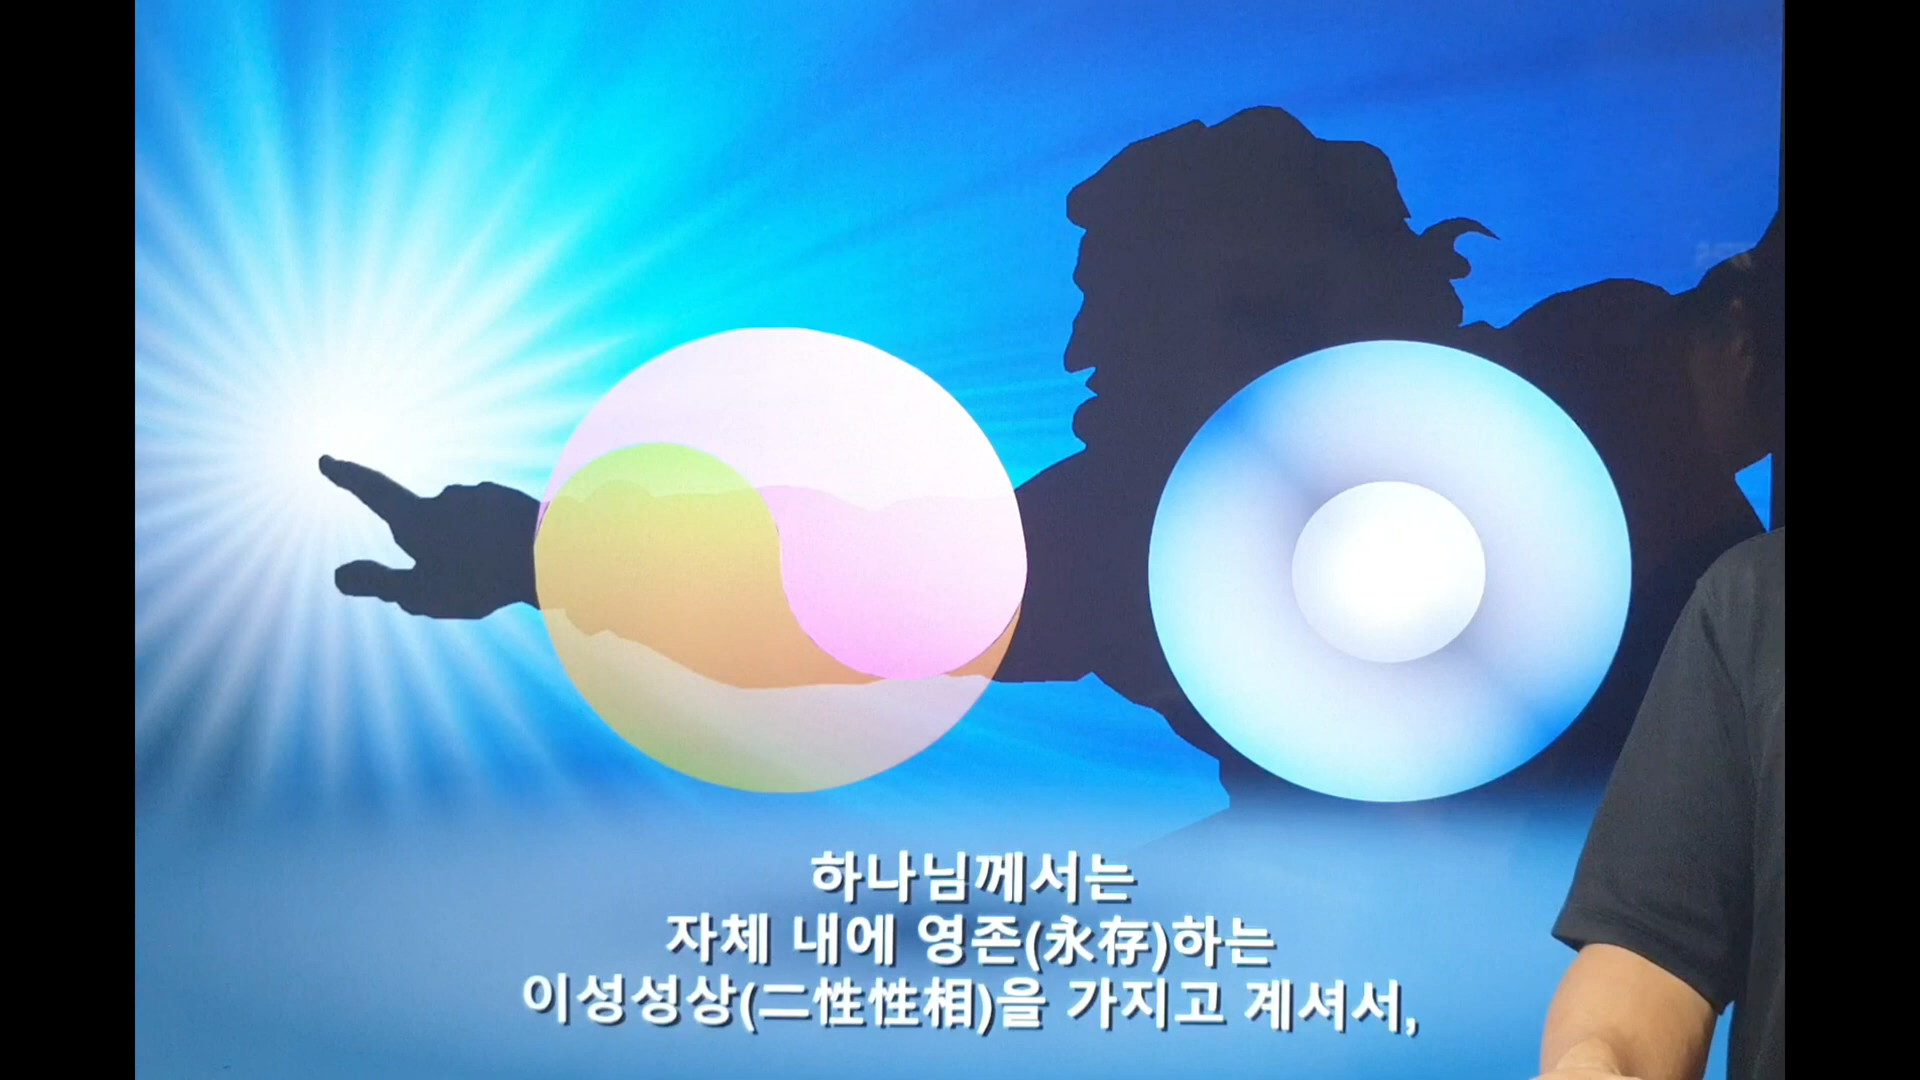 하나님께서는
자체 내에 영존(永存)하는
이성성상(二性性相)을 가지고 계셔서,